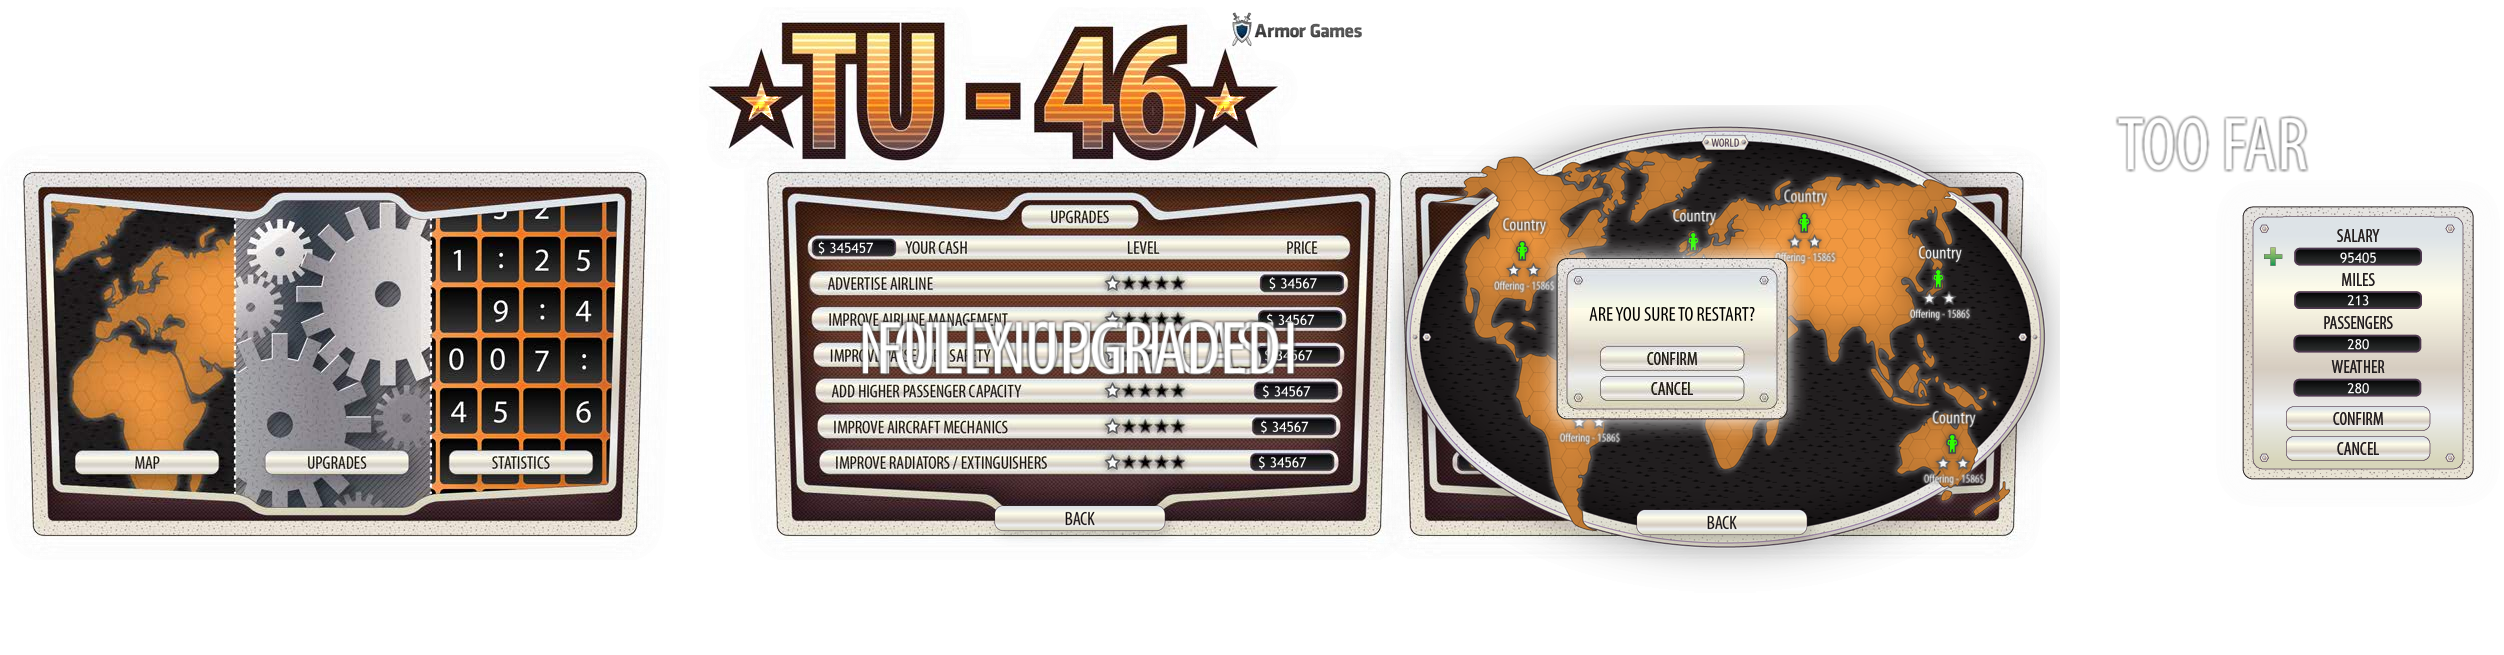 TU - 46
Armor Games
TOO FAR
MAP
UPGRADES
STATISTICS
3 2
1 : 2 5
9 : 4
0 0 7 :
4 5 6
UPGRADES
$ 345457 YOUR CASH LEVEL PRICE
ADVERTISE AIRLINE $ 34567
IMPROVE AIRLINE MANAGEMENT $ 34567
IMPROVE SAFETY $ 34567
ADD HIGHER PASSENGER CAPACITY $ 34567
IMPROVE AIRCRAFT MECHANICS $ 34567
IMPROVE RADIATORS / EXTINGUISHERS $ 34567
BACK
WORLD
Country
Offering - 1586$
Country
Country
Offering - 1586$
Country
Offering - 1586$
Offering - 1586$
Country
Offering - 1586$
ARE YOU SURE TO RESTART?
CONFIRM
CANCEL
BACK
SALARY
95405
MILES
213
PASSENGERS
280
WEATHER
280
CONFIRM
CANCEL